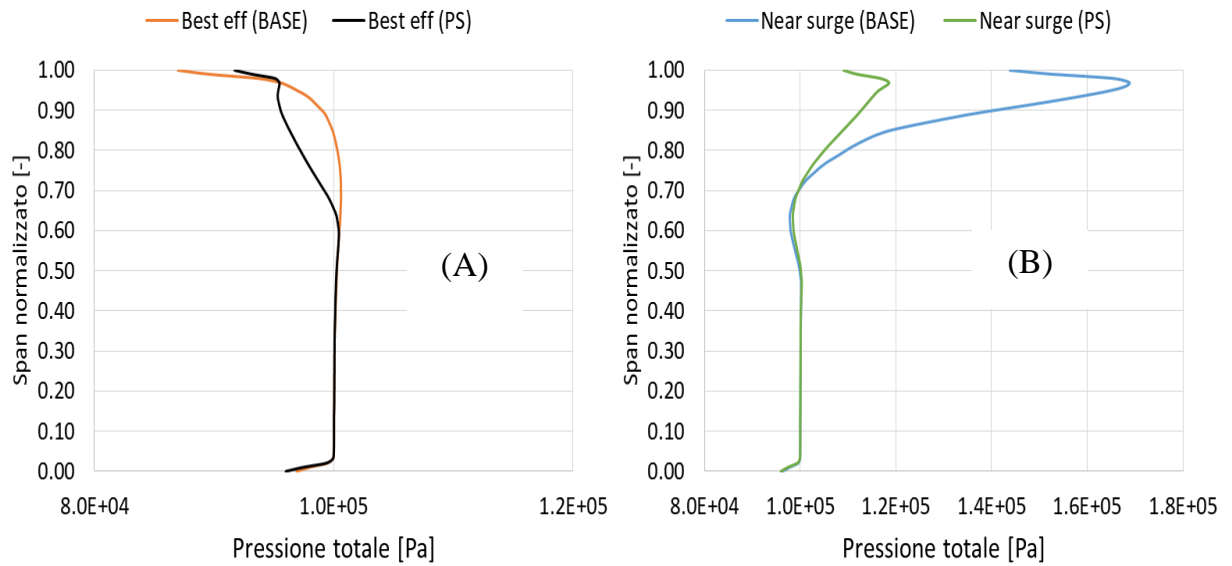 Best eff (BASE) Best eff (PS)
1.00
0.90
0.80
0.70
0.60
0.50
0.40
0.30
0.20
0.10
0.00
Span normalizzato [-]
(A)
8.0E+04 1.0E+05 1.2E+05
Pressione totale [Pa]
Near surge (BASE) Near surge (PS)
1.00
0.90
0.80
0.70
0.60
0.50
0.40
0.30
0.20
0.10
0.00
Span normalizzato [-]
(B)
8.0E+04 1.0E+05 1.2E+05 1.4E+05 1.6E+05 1.8E+05
Pressione totale [Pa]